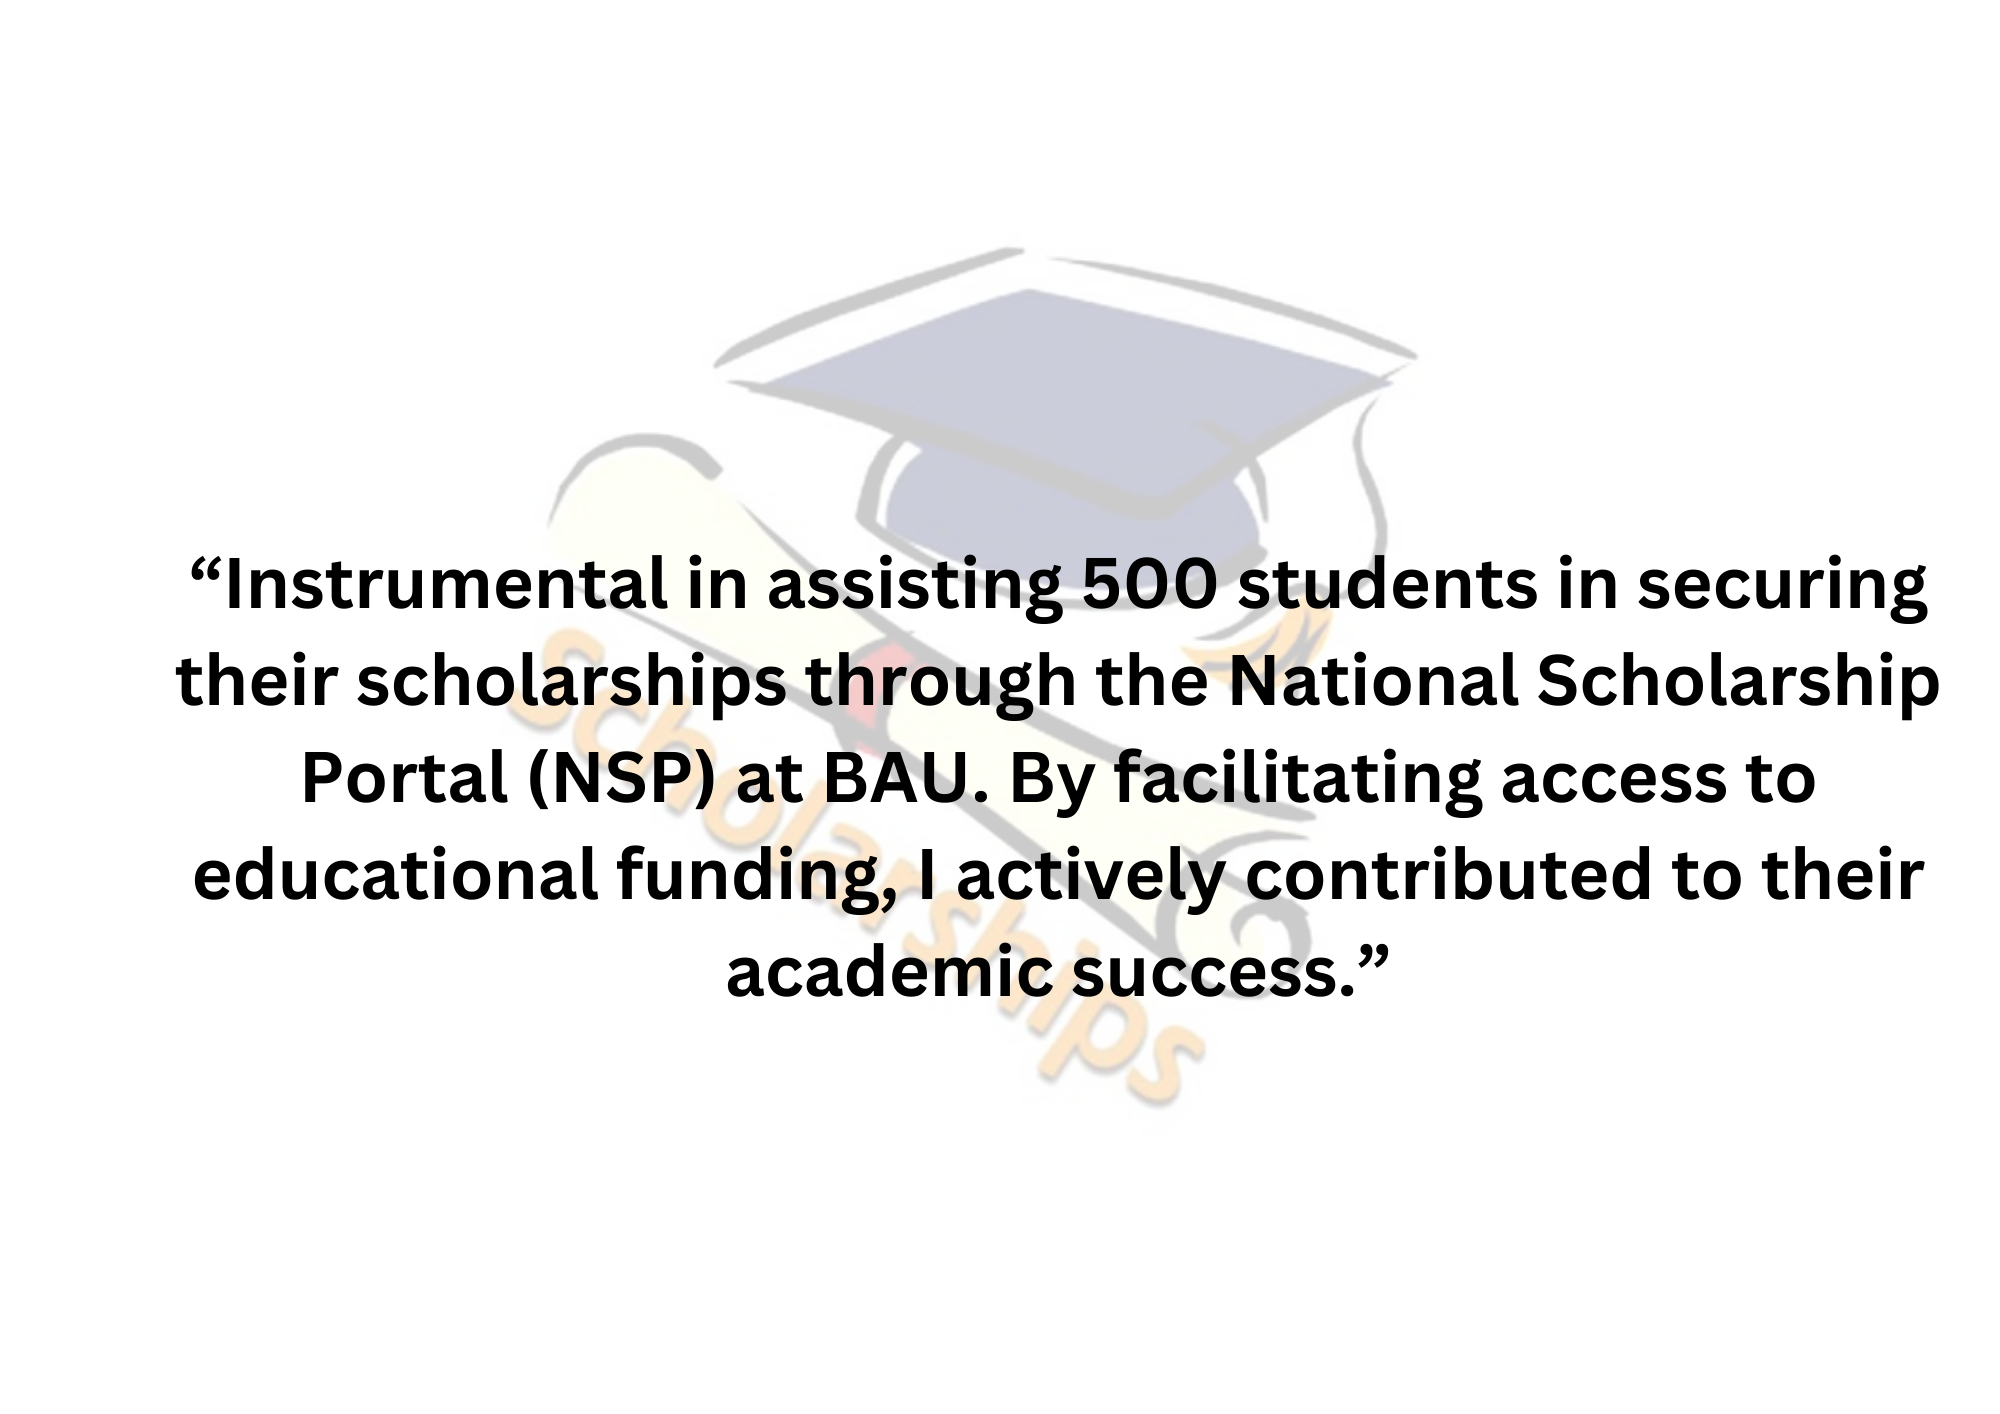 “Instrumental in assisting 500 students in securing
their scholarships through the National Scholarship
Portal (NSP) at BAU. By facilitating access to
educational funding, I actively contributed to their
academic success.”
Scholarships